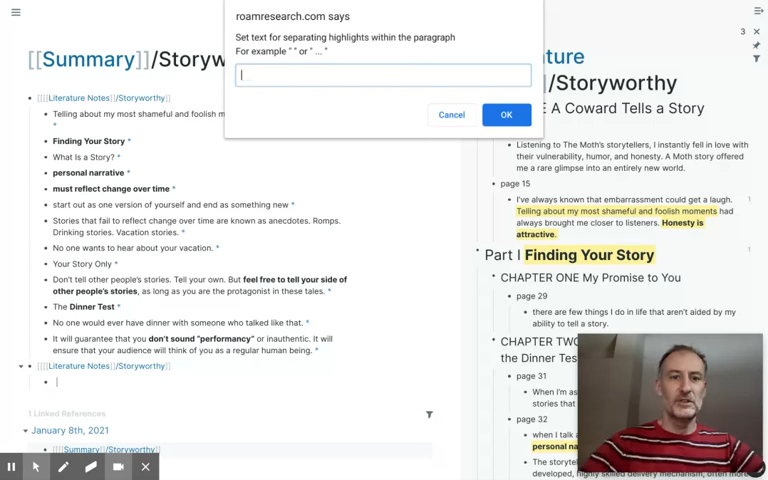 roamresearch.com says
Set text for separating highlights within the paragraph
For example " " or " ... "
Cancel
OK
[[Summary]]/Storyw
[[[[Literature Notes]]/Storyworthy]]
Telling about my most shameful and foolish m
*
Finding Your Story *
What Is a Story? *
personal narrative *
must reflect change over time *
start out as one version of yourself and end as something new *
Stories that fail to reflect change over time are known as anecdotes. Romps.
Drinking stories. Vacation stories. *
No one wants to hear about your vacation. *
Your Story Only *
Don't tell other people's stories. Tell your own. But feel free to tell your side of
other people's stories, as long as you are the protagonist in these tales. *
The Dinner Test *
No one would ever have dinner with someone who talked like that. *
It will guarantee that you don't sound "performancy" or inauthentic. It will
ensure that your audience will think of you as a regular human being. *
[[[[Literature Notes]]/Storyworthy]]
1 Linked References
January 8th, 2021
[[[[Summary]]/Storyworthy]]
3
ature
]/Storyworthy
E A Coward Tells a Story
Listening to The Moth's storytellers, I instantly fell in love with
their vulnerability, humor, and honesty. A Moth story offered
me a rare glimpse into an entirely new world.
page 15
I've always known that embarrassment could get a laugh. 1
Telling about my most shameful and foolish moments had
always brought me closer to listeners. Honesty is
attractive.
Part I Finding Your Story 1
CHAPTER ONE My Promise to You
page 29
there are few things I do in life that aren't aided by my
ability to tell a story.
CHAPTER TWO
the Dinner Tes
page 31
When I'm as
stories that
page 32
when I talk a
personal na
The storytel
developed, highly skilled delivery mechanism, often more